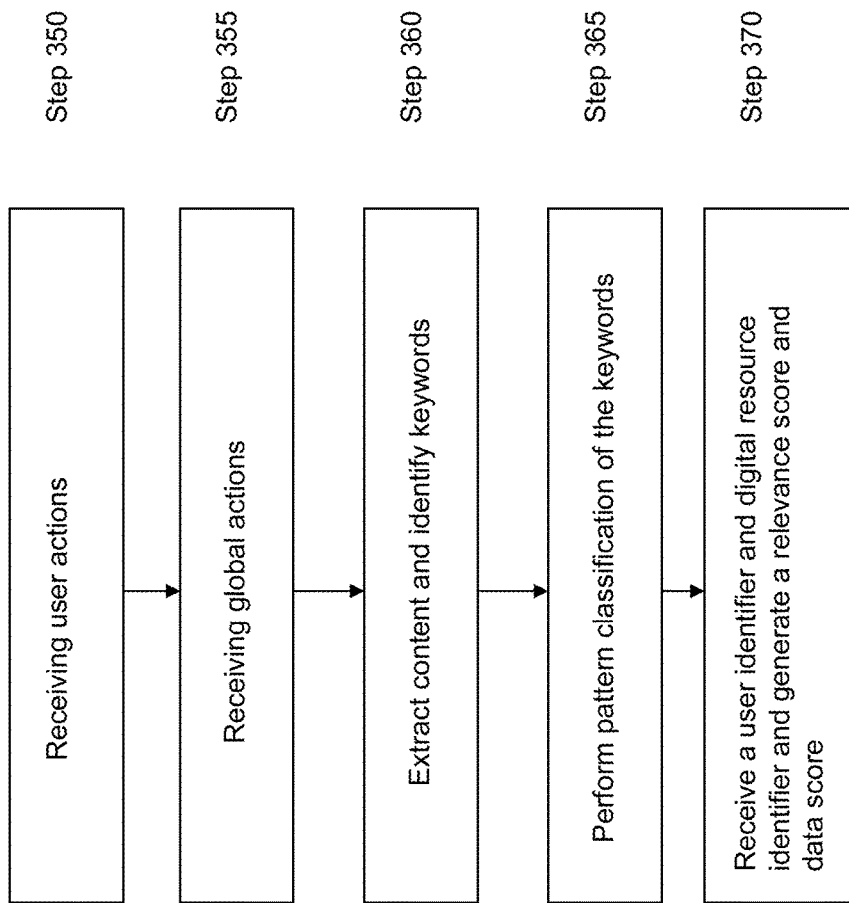 Receiving user actions
Step 350
Receiving global actions
Step 355
Extract content and identify keywords
Step 360
Perform pattern classification of the keywords
Step 365
Receive a user identifier and digital resource
identifier and generate a relevance score and
data score
Step 370